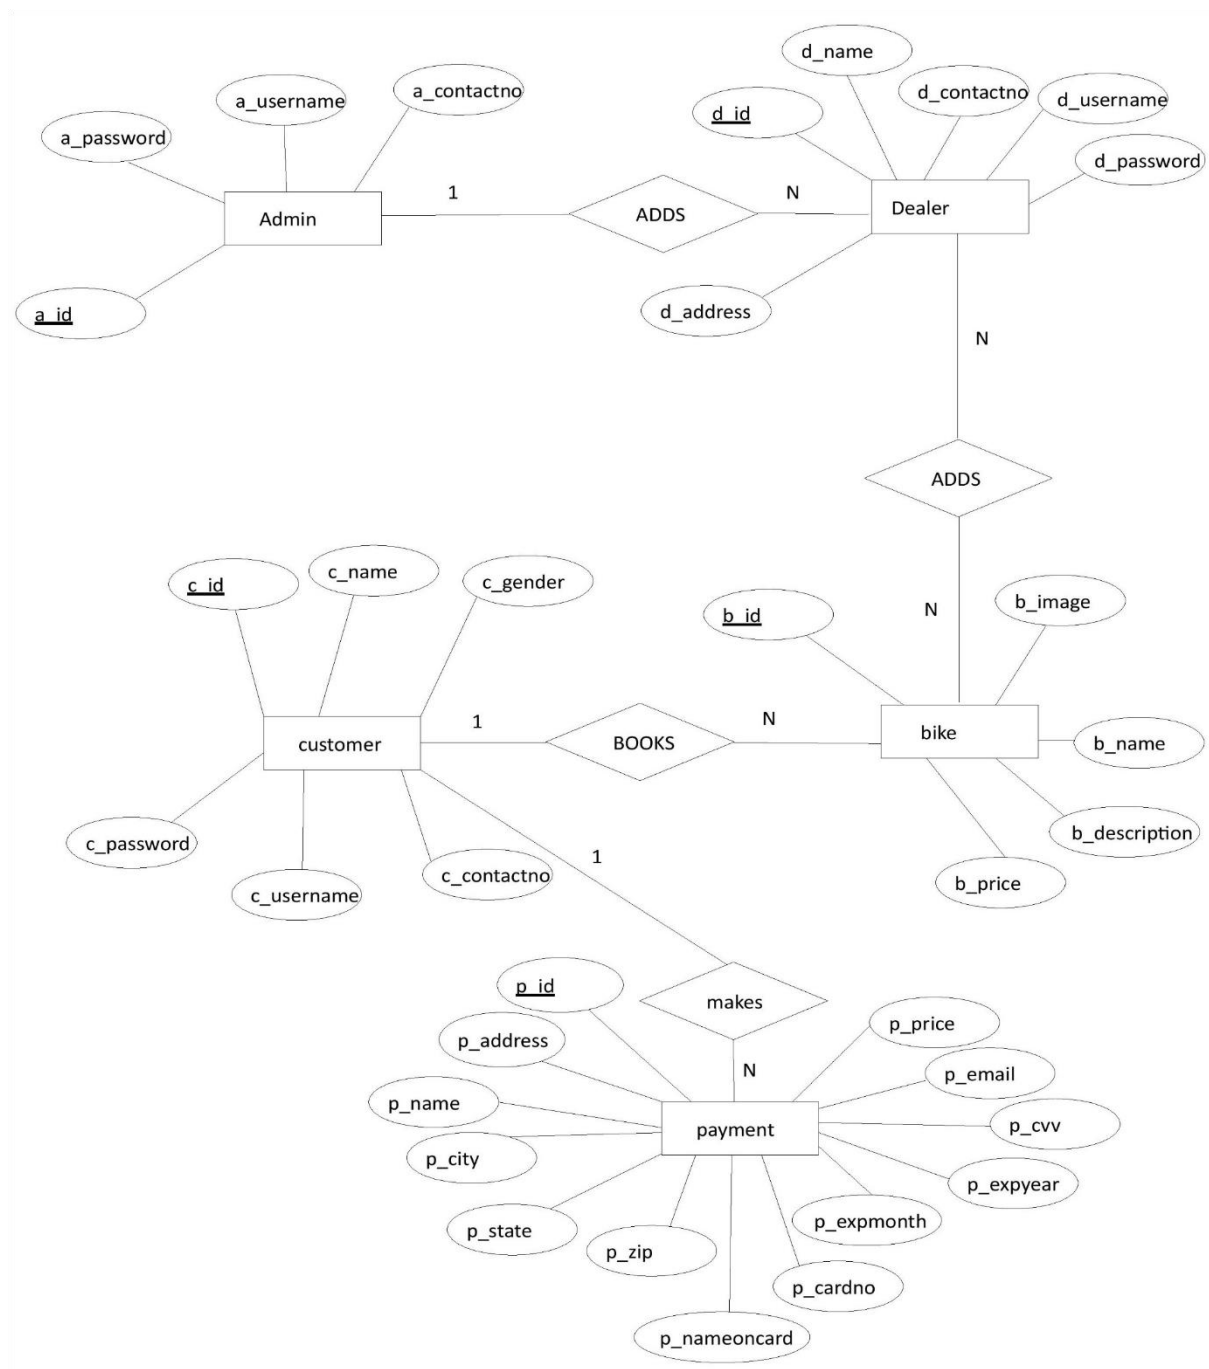 d_name
a_username
a_contactno
d_contactno
d_username
d_id
a_password
d_password
1
N
Admin
ADDS
Dealer
a_id
d_address
N
ADDS
c_id
c_name
c_gender
b_id
b_image
N
1
N
customer
BOOKS
bike
b_name
c_password
b_description
1
c_username
c_contactno
b_price
p_id
makes
p_price
p_address
N
p_email
p_name
payment
p_cvv
p_city
p_expyear
p_state
p_expmonth
p_zip
p_cardno
p_nameoncard